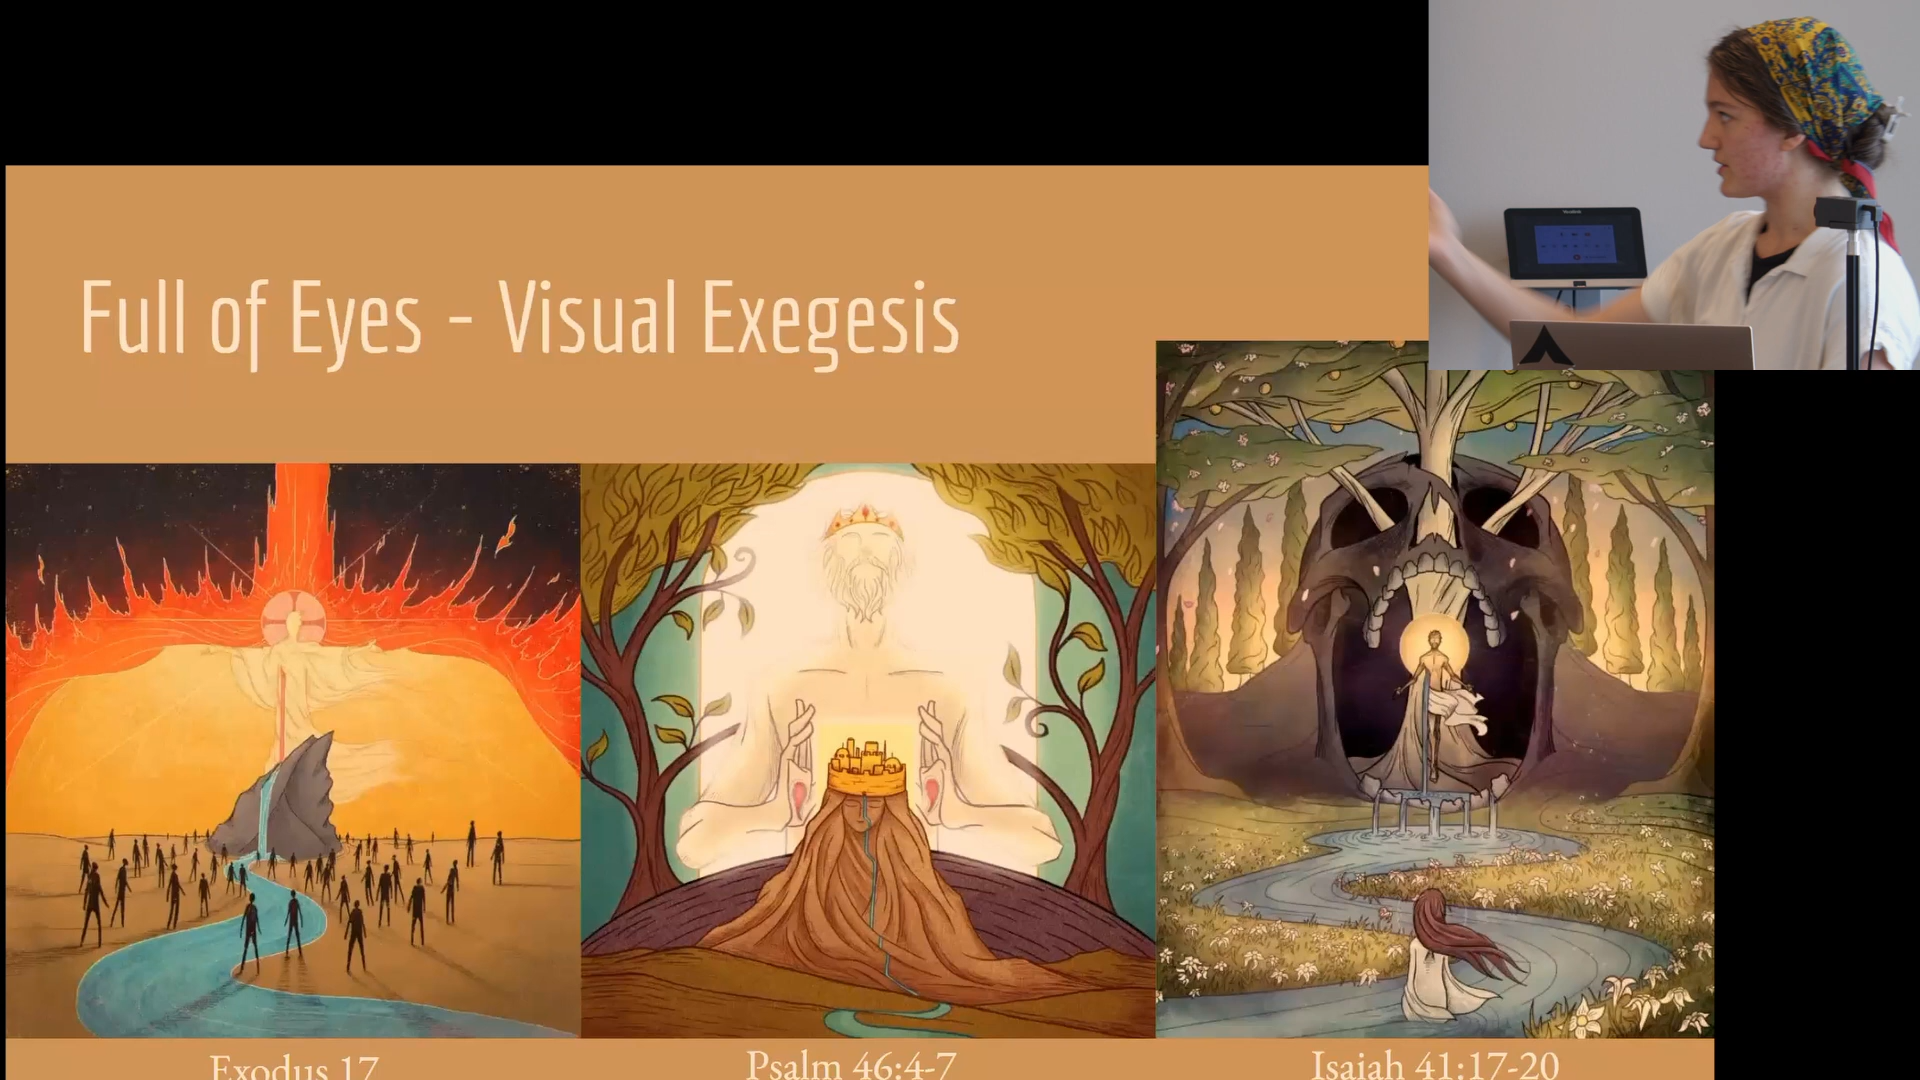 Full of Eyes - Visual Exegesis
Exodus 17
Psalm 46:4-7
Isaiah 41:17-20